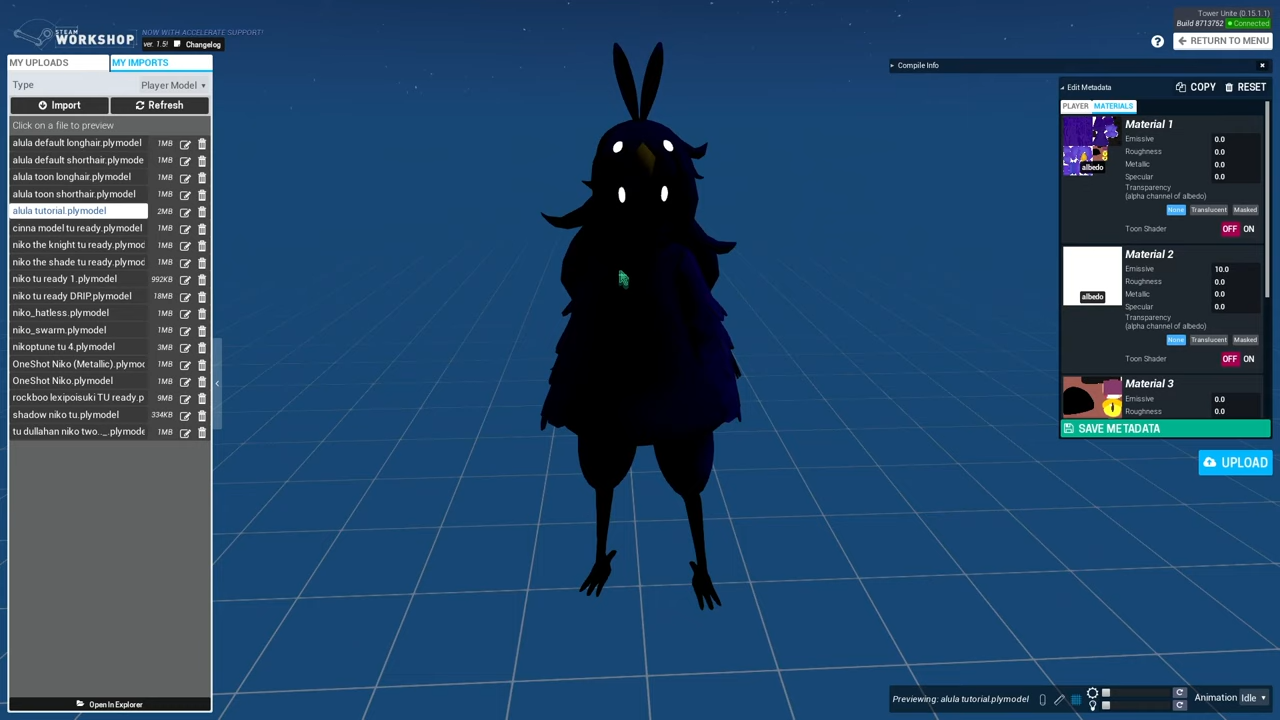 STEAM
WORKSHOP
NOW WITH ACCELERATE SUPPORT!
ver. 1.5! Changelog
Tower Unite (0.15.1.1)
Build 8713752 Connected
? RETURN TO MENU
MY UPLOADS MY IMPORTS
Type Player Model
Import Refresh
Click on a file to preview
alula default longhair.plymodel 1MB
alula default shorthair.plymode 1MB
alula toon longhair.plymodel 1MB
alula toon shorthair.plymodel 1MB
alula tutorial.plymodel 2MB
cinna model tu ready.plymodel 1MB
niko the knight tu ready.plymod 1MB
niko the shade tu ready.plymode 1MB
niko tu ready 1.plymodel 992KB
niko tu ready DRIP.plymodel 18MB
niko_hatless.plymodel 1MB
niko_swarm.plymodel 1MB
nikoptune tu 4.plymodel 3MB
OneShot Niko (Metallic).plymod 1MB
OneShot Niko.plymodel 1MB
rockboo lexipoisuki TU ready.p 9MB
shadow niko tu.plymodel 334KB
tu dullahan niko two.._.plymode 1MB
Open In Explorer
Compile Info
Edit Metadata COPY RESET
PLAYER MATERIALS
Material 1
albedo
Emissive 0.0
Roughness 0.0
Metallic 0.0
Specular 0.0
Transparency
(alpha channel of albedo)
None Translucent Masked
Toon Shader OFF ON
Material 2
albedo
Emissive 10.0
Roughness 0.0
Metallic 0.0
Specular 0.0
Transparency
(alpha channel of albedo)
None Translucent Masked
Toon Shader OFF ON
Material 3
Emissive 0.0
Roughness 0.0
SAVE METADATA
UPLOAD
Previewing: alula tutorial.plymodel
Animation Idle